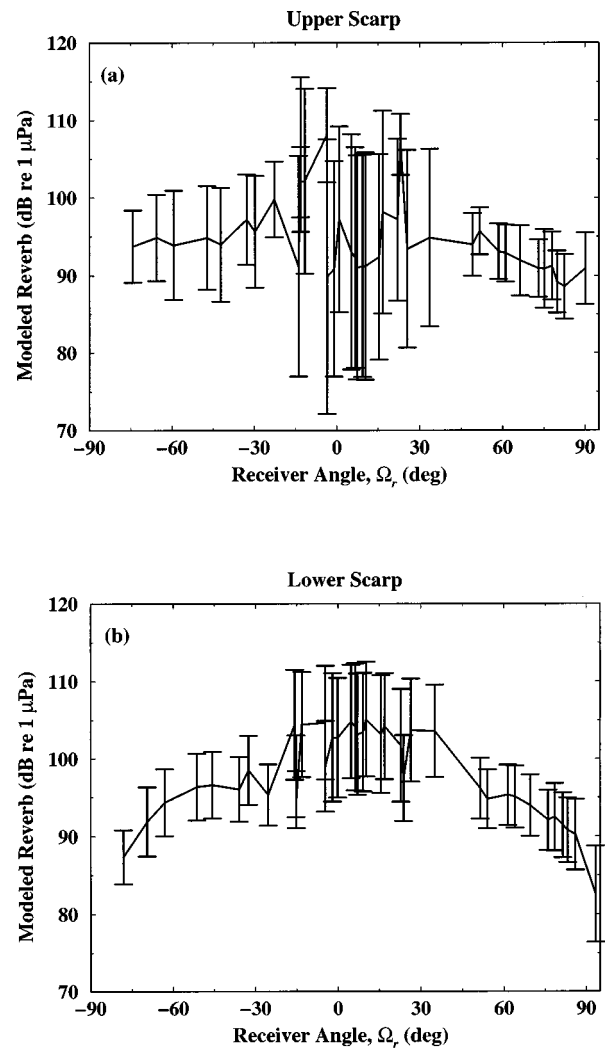 Upper Scarp
(a)
120
110
100
90
80
70
Modeled Reverb (dB re 1 μPa)
−90 −60 −30 0 30 60 90
Receiver Angle, Ωr (deg)
Lower Scarp
(b)
120
110
100
90
80
70
Modeled Reverb (dB re 1 μPa)
−90 −60 −30 0 30 60 90
Receiver Angle, Ωr (deg)